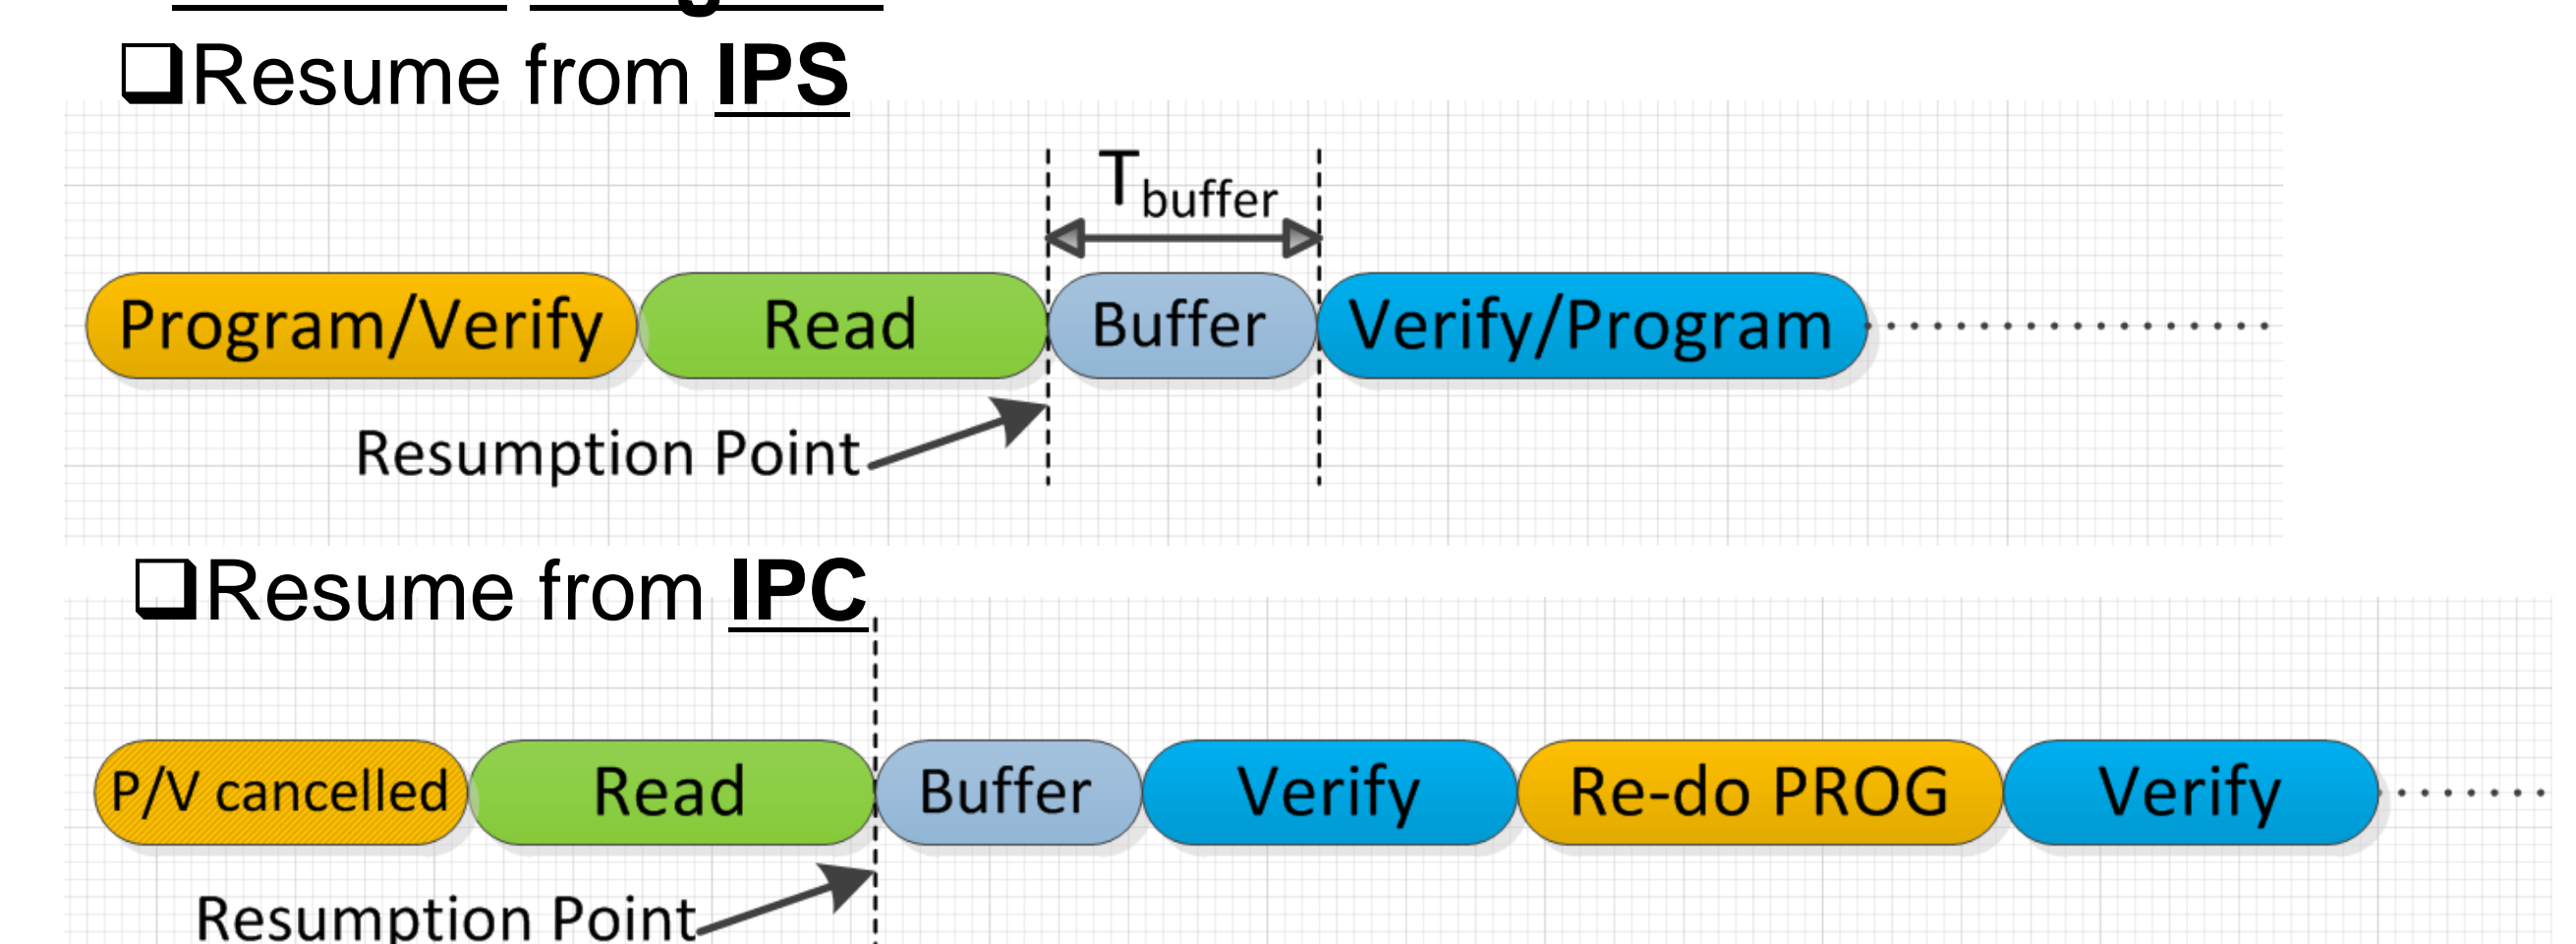 ❑Resume from IPS
Tbuffer
Program/Verify Read Buffer Verify/Program
Resumption Point
❑Resume from IPC
P/V cancelled Read Buffer Verify Re-do PROG Verify
Resumption Point